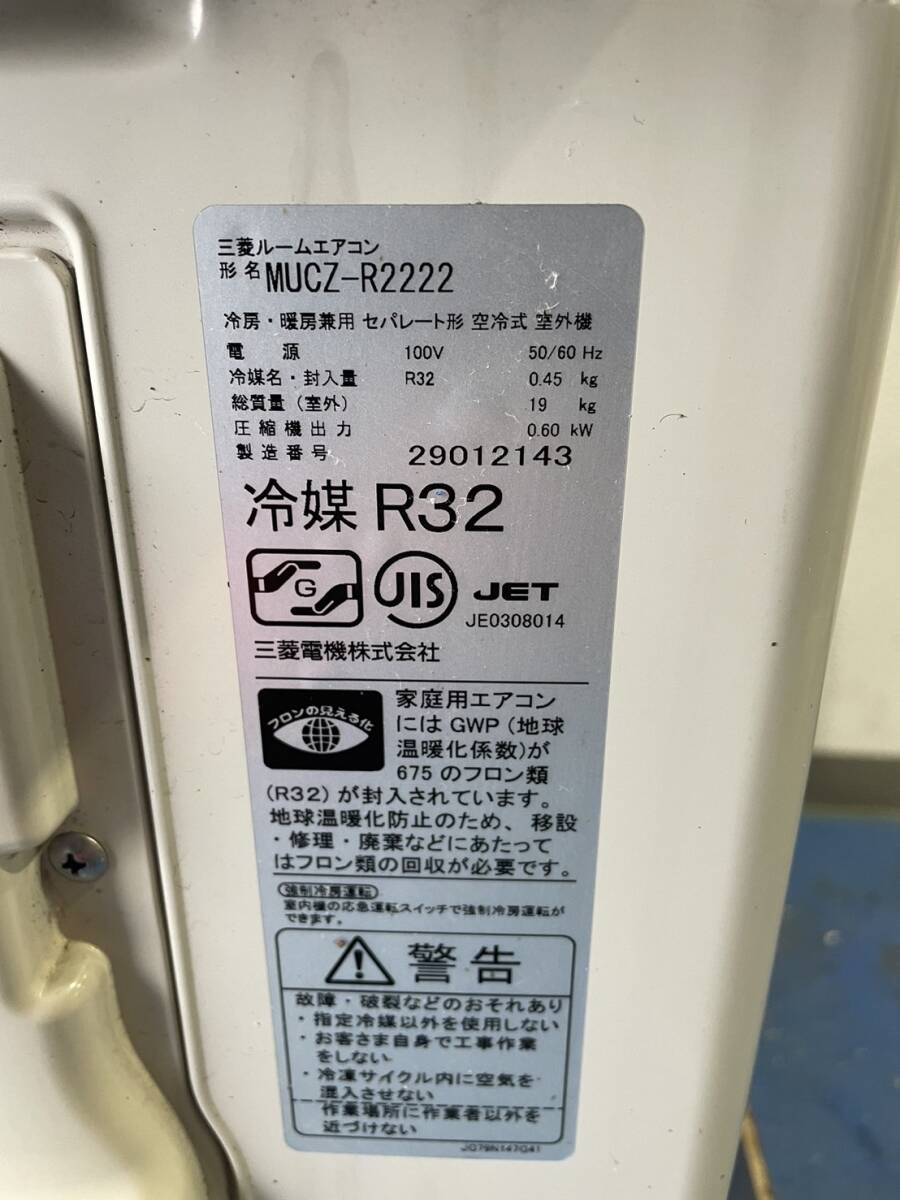 三菱ルームエアコン
形名 MUCZ-R2222
冷房・暖房兼用 セパレート形 空冷式 室外機
電源 100V 50/60 Hz
冷媒名・封入量 R32 0.45 kg
総質量（室外） 19 kg
圧縮機出力 0.60 kW
製造番号 29012143
冷媒 R32
G JIS JET
JE0308014
三菱電機株式会社
フロンの見える化
家庭用エアコン
にはGWP（地球
温暖化係数）が
675のフロン類
（R32）が封入されています。
地球温暖化防止のため、移設
・修理・廃棄などにあたって
はフロン類の回収が必要です。
強制冷房運転
室内機の応急運転スイッチで強制冷房運転が
できます。
警告
故障・破裂などのおそれあり
・指定冷媒以外を使用しない
・お客さま自身で工事作業
をしない
・冷凍サイクル内に空気を
混入させない
作業場所に作業者以外を
近づけない
JG79N147G41